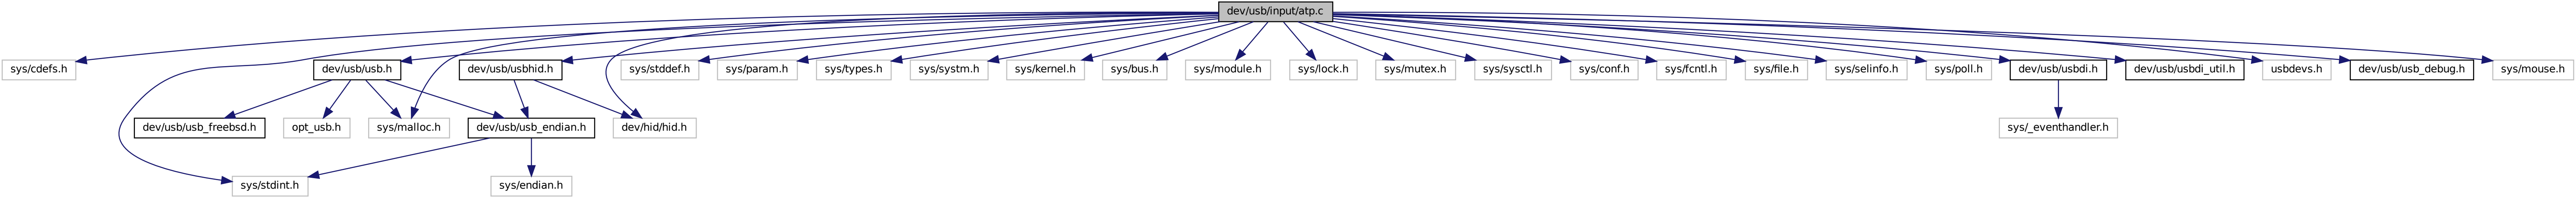 dev/usb/input/atp.c
sys/cdefs.h
dev/usb/usb.h
dev/usb/usbhid.h
sys/stddef.h
sys/param.h
sys/types.h
sys/systm.h
sys/kernel.h
sys/bus.h
sys/module.h
sys/lock.h
sys/mutex.h
sys/sysctl.h
sys/conf.h
sys/fcntl.h
sys/file.h
sys/selinfo.h
sys/poll.h
dev/usb/usbdi.h
dev/usb/usbdi_util.h
usbdevs.h
dev/usb/usb_debug.h
sys/mouse.h
dev/usb/usb_freebsd.h
opt_usb.h
sys/malloc.h
dev/usb/usb_endian.h
dev/hid/hid.h
sys/_eventhandler.h
sys/stdint.h
sys/endian.h